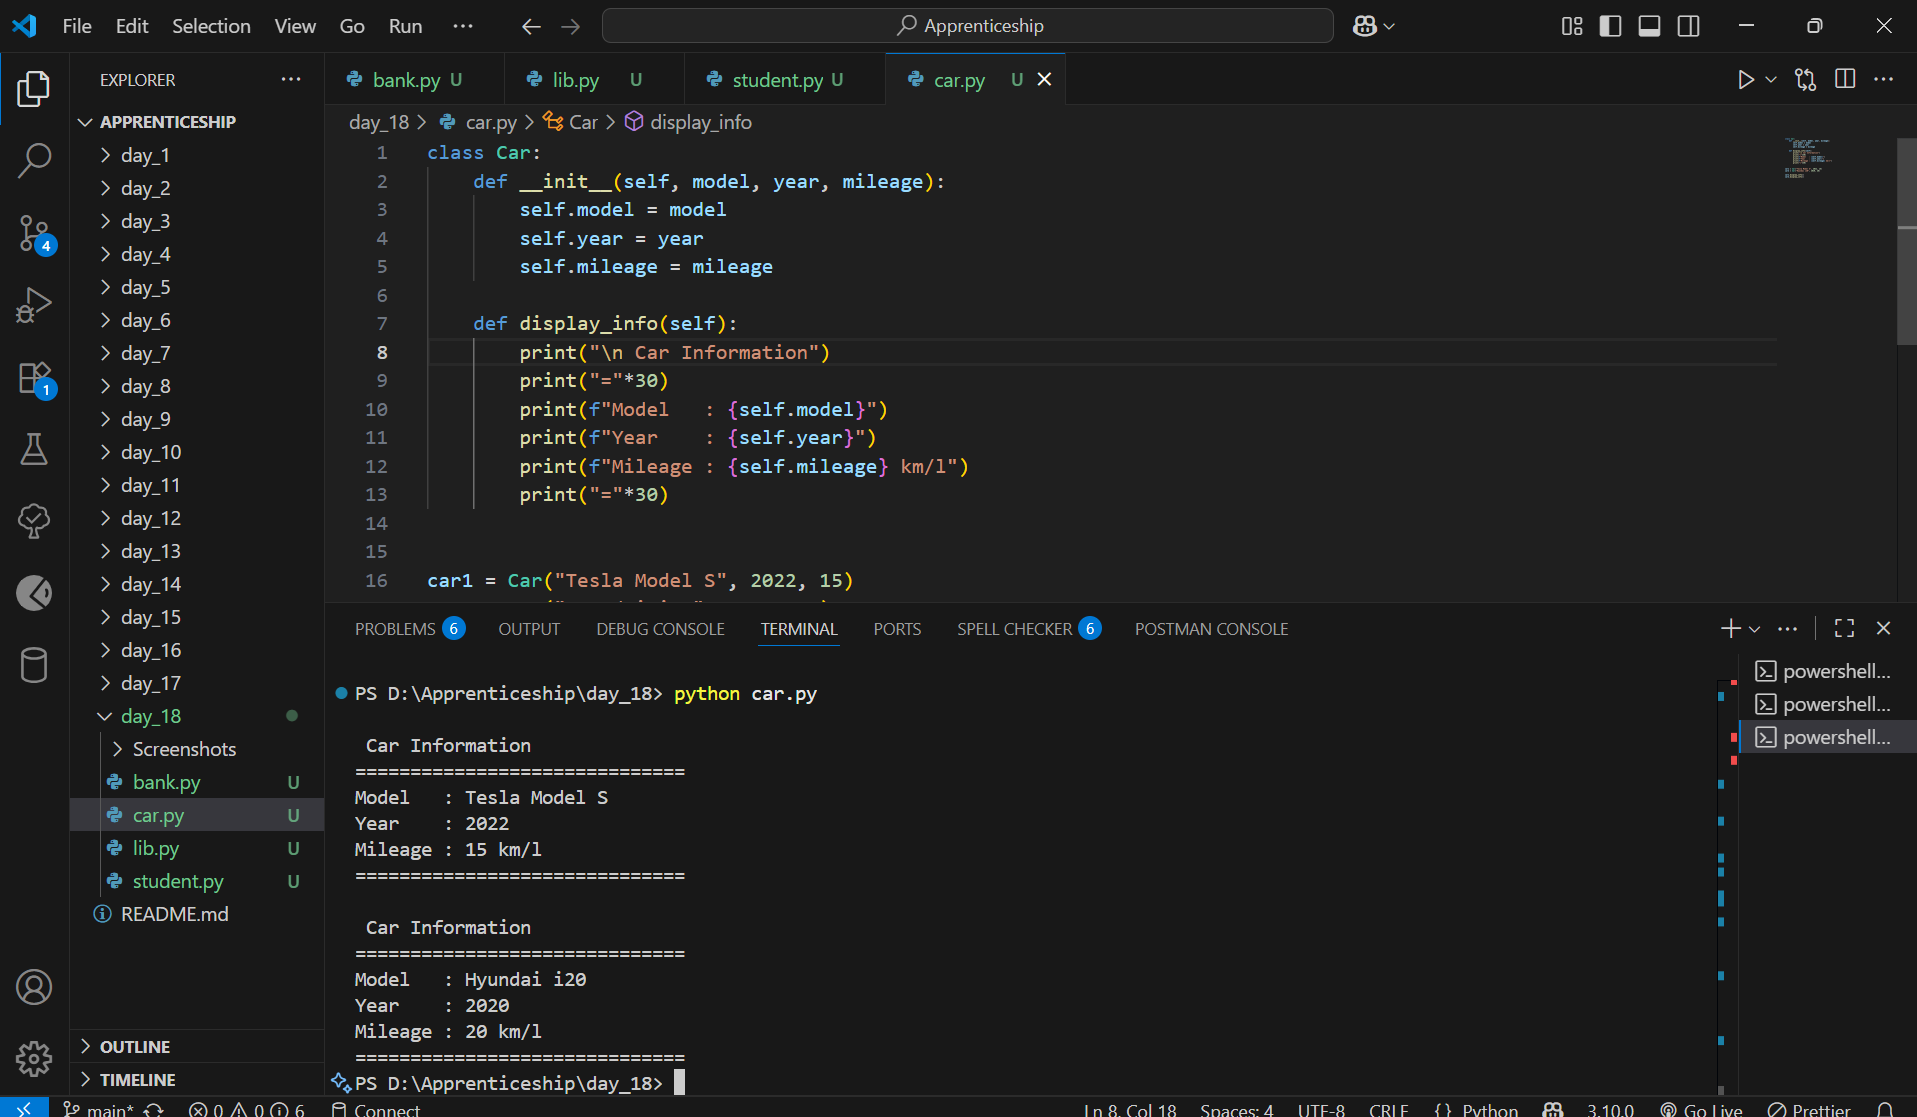 File Edit Selection View Go Run ··· Apprenticeship
EXPLORER ···
bank.py U lib.py U student.py U car.py U
APPRENTICESHIP
day_1
day_2
day_3
day_4
day_5
day_6
day_7
day_8
day_9
day_10
day_11
day_12
day_13
day_14
day_15
day_16
day_17
day_18
Screenshots
bank.py U
car.py U
lib.py U
student.py U
README.md
OUTLINE
TIMELINE
4
1
day_18 > car.py > Car > display_info
1 class Car:
2     def __init__(self, model, year, mileage):
3         self.model = model
4         self.year = year
5         self.mileage = mileage
6
7     def display_info(self):
8         print("\n Car Information")
9         print("="*30)
10         print(f"Model   : {self.model}")
11         print(f"Year    : {self.year}")
12         print(f"Mileage : {self.mileage} km/l")
13         print("="*30)
14
15
16 car1 = Car("Tesla Model S", 2022, 15)
PROBLEMS 6 OUTPUT DEBUG CONSOLE TERMINAL PORTS SPELL CHECKER 6 POSTMAN CONSOLE
PS D:\Apprenticeship\day_18> python car.py
 Car Information
==============================
Model   : Tesla Model S
Year    : 2022
Mileage : 15 km/l
==============================
 Car Information
==============================
Model   : Hyundai i20
Year    : 2020
Mileage : 20 km/l
==============================
PS D:\Apprenticeship\day_18>
powershell...
powershell...
powershell...
main* 0 0 6 Connect Ln 8, Col 18 Spaces: 4 UTF-8 CRLF {} Python 3.10.0 Go Live Prettier